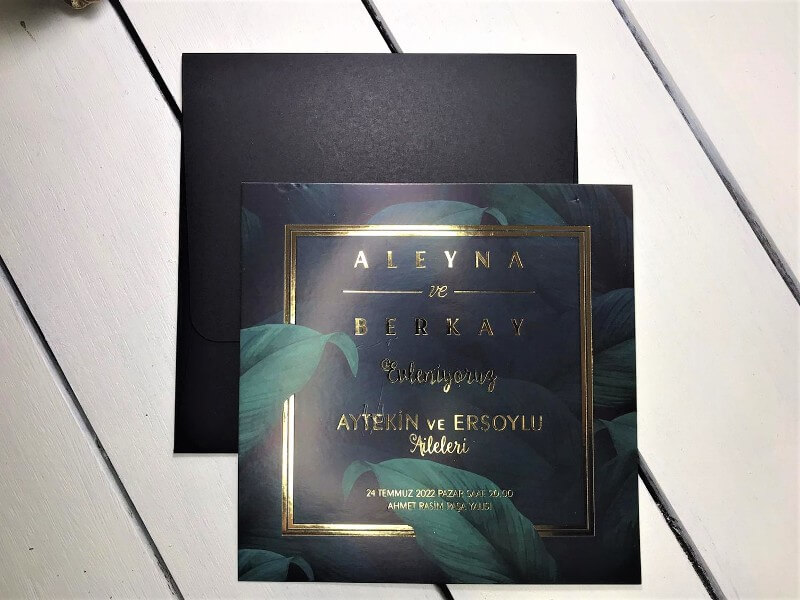 ALEYNA
ve
BERKAY
Evleniyoruz
AYTEKİN VE ERSOYLU
Aileleri
24 TEMMUZ 2022 PAZAR SAAT 20:00
AHMET RASİM PAŞA YALISI